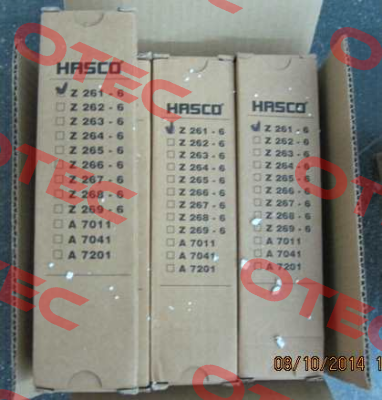 HASCO
Z 261 - 6
Z 262 - 6
Z 263 - 6
Z 264 - 6
Z 265 - 6
Z 266 - 6
Z 267 - 6
Z 268 - 6
Z 269 - 6
A 7011
A 7041
A 7201
HASCO
Z 261 - 6
Z 262 - 6
Z 263 - 6
Z 264 - 6
Z 265 - 6
Z 266 - 6
Z 267 - 6
Z 268 - 6
Z 269 - 6
A 7011
A 7041
A 7201
HASCO
Z 261 - 6
Z 262 - 6
Z 263 - 6
Z 264 - 6
Z 265 - 6
Z 266 - 6
Z 267 - 6
Z 268 - 6
Z 269 - 6
A 7011
A 7041
A 7201
OTEC
OTEC
08/10/2014